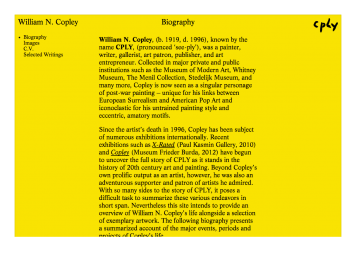 William N. Copley
Biography
cply
• Biography
Images
C.V.
Selected Writings
William N. Copley, (b. 1919, d. 1996), known by the
name CPLY, (pronounced 'see-ply'), was a painter,
writer, gallerist, art patron, publisher, and art
entrepreneur. Collected in major private and public
institutions such as the Museum of Modern Art, Whitney
Museum, The Menil Collection, Stedelijk Museum, and
many more, Copley is now seen as a singular personage
of post-war painting – unique for his links between
European Surrealism and American Pop Art and
iconoclastic for his untrained painting style and
eccentric, amatory motifs.
Since the artist's death in 1996, Copley has been subject
of numerous exhibitions internationally. Recent
exhibitions such as X-Rated (Paul Kasmin Gallery, 2010)
and Copley (Museum Frieder Burda, 2012) have begun
to uncover the full story of CPLY as it stands in the
history of 20th century art and painting. Beyond Copley's
own prolific output as an artist, however, he was also an
adventurous supporter and patron of artists he admired.
With so many sides to the story of CPLY, it poses a
difficult task to summarize these various endeavors in
short span. Nevertheless this site intends to provide an
overview of William N. Copley's life alongside a selection
of exemplary artwork. The following biography presents
a summarized account of the major events, periods and
projects of Copley's life